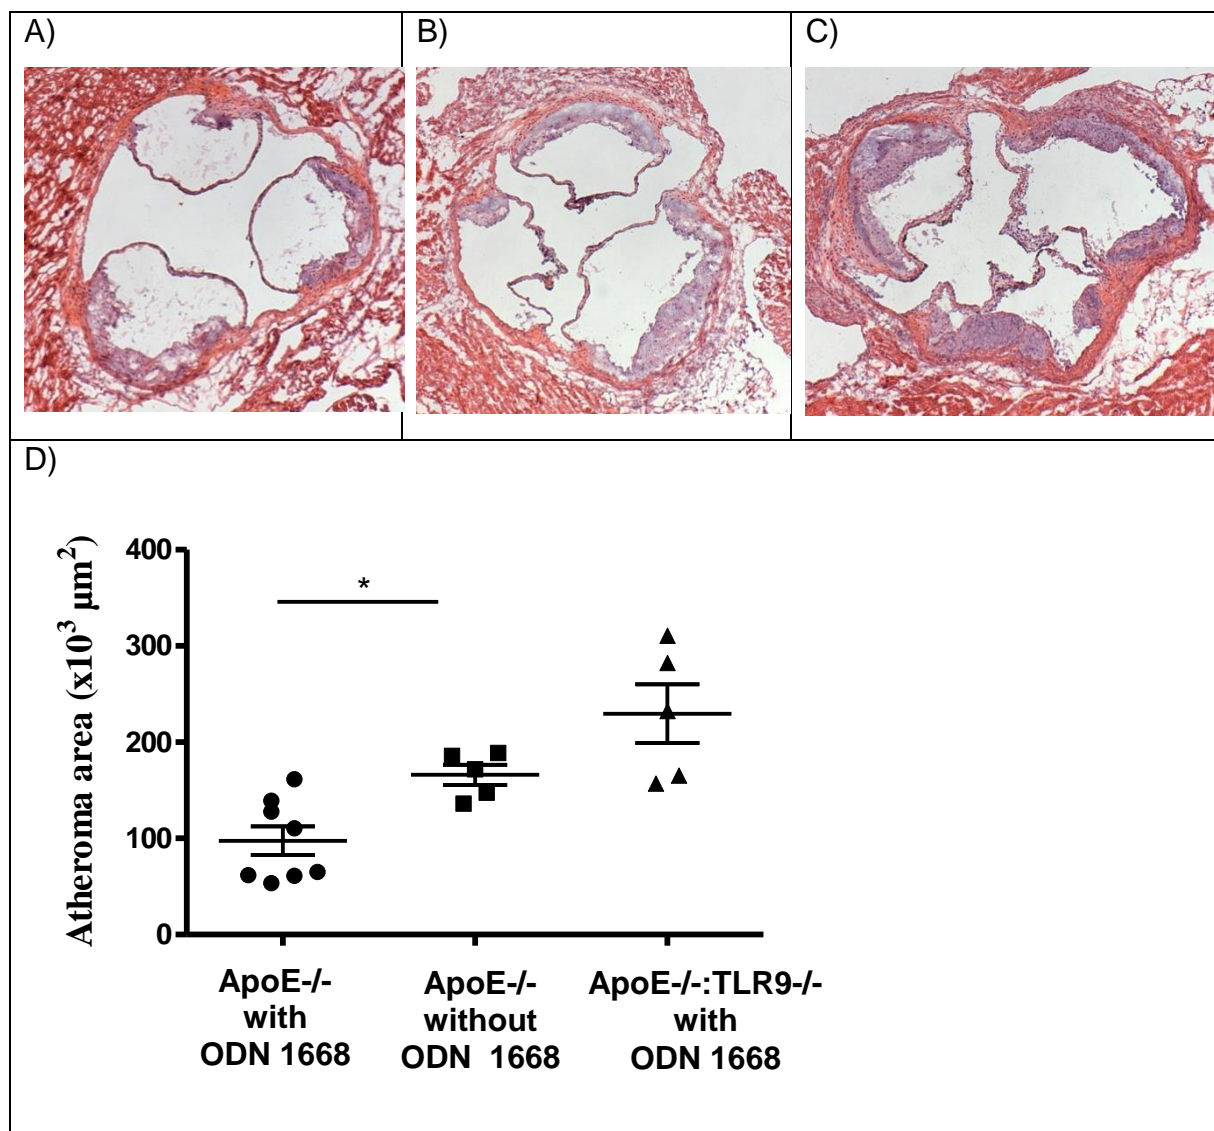 A)
B)
C)
D)
Atheroma area (x10³ µm²)
400
300
200
100
0
*
ApoE-/-
with
ODN 1668
ApoE-/-
without
ODN 1668
ApoE-/-:TLR9-/-
with
ODN 1668